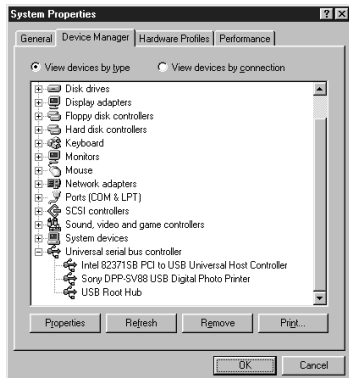 System Properties
General Device Manager Hardware Profiles Performance
View devices by type View devices by connection
Disk drives
Display adapters
Floppy disk controllers
Hard disk controllers
Keyboard
Monitors
Mouse
Network adapters
Ports (COM & LPT)
SCSI controllers
Sound, video and game controllers
System devices
Universal serial bus controller
Intel 82371SB PCI to USB Universal Host Controller
Sony DPP-SV88 USB Digital Photo Printer
USB Root Hub
Properties Refresh Remove Print...
OK Cancel